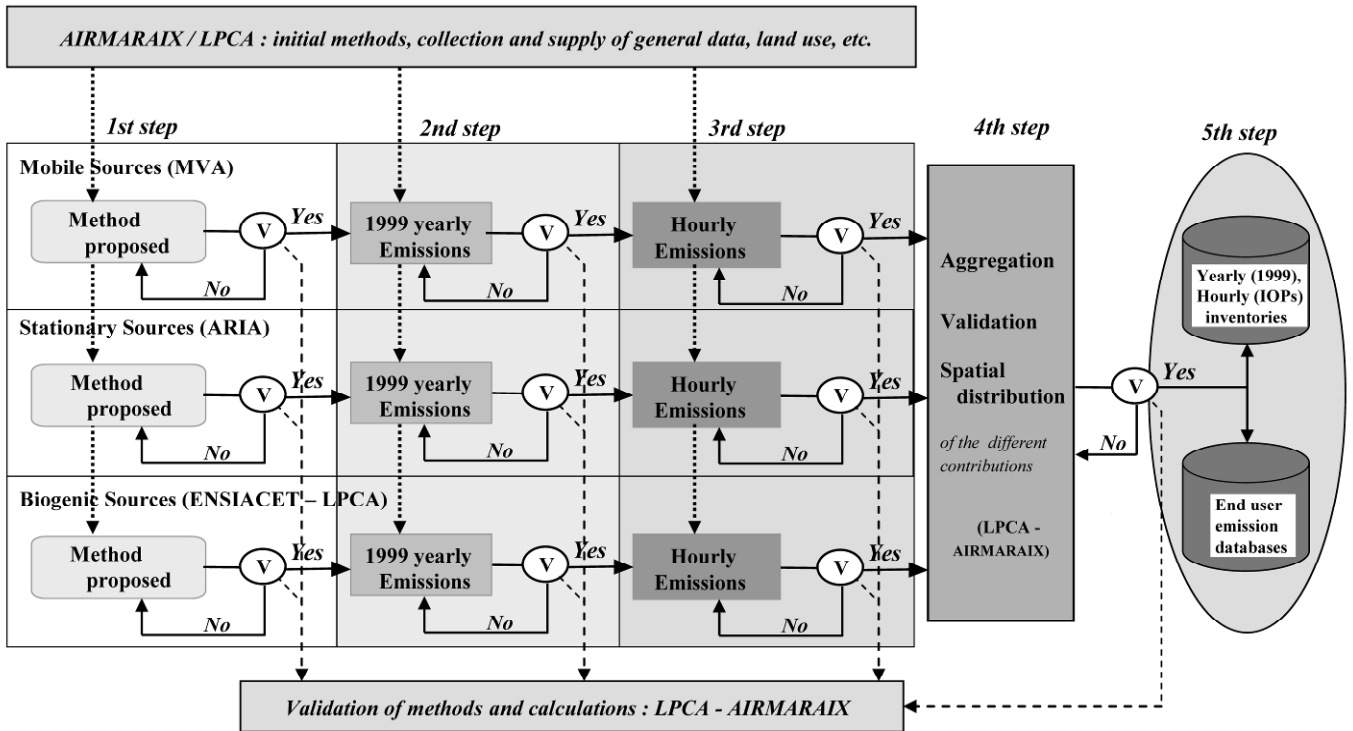 AIRMARAIX / LPCA : initial methods, collection and supply of general data, land use, etc.
1st step
2nd step
3rd step
4th step
5th step
Mobile Sources (MVA)
Method
proposed
V
Yes
No
1999 yearly
Emissions
V
Yes
No
Hourly
Emissions
V
Yes
No
Stationary Sources (ARIA)
Method
proposed
V
Yes
No
1999 yearly
Emissions
V
Yes
No
Hourly
Emissions
V
Yes
No
Biogenic Sources (ENSIACET – LPCA)
Method
proposed
V
Yes
No
1999 yearly
Emissions
V
Yes
No
Hourly
Emissions
V
Yes
No
Aggregation
Validation
Spatial
distribution
of the different
contributions
(LPCA -
AIRMARAIX)
V
Yes
No
Yearly (1999),
Hourly (IOPs)
inventories
End user
emission
databases
Validation of methods and calculations : LPCA - AIRMARAIX